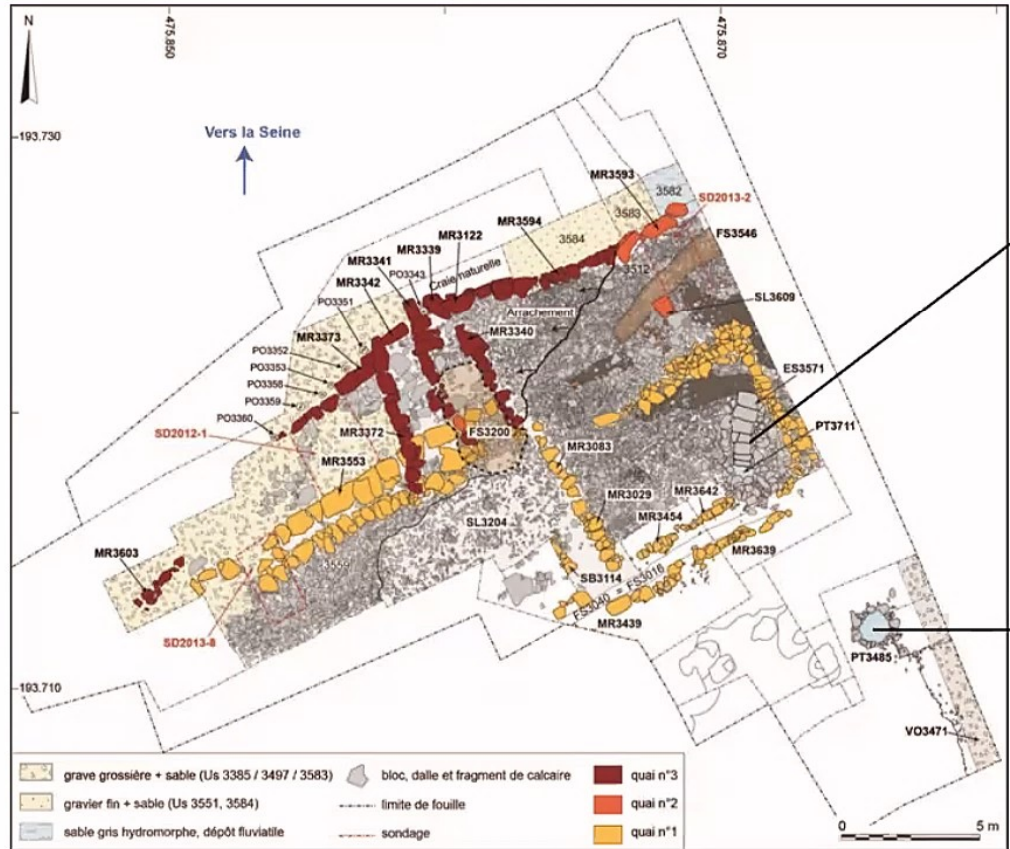 N
475.850
475.870
193.730
Vers la Seine
MR3593
3582
SD2013-2
3583
MR3594
3584
FS3546
MR3122
MR3339
3512
MR3341
PO3343
Craie naturelle
MR3342
PO3351
SL3609
Arrachement
MR3340
MR3373
PO3352
PO3353
PO3358
PO3359
ES3571
PO3360
PT3711
MR3372
FS3200
SD2012-1
MR3083
MR3553
MR3029
MR3642
MR3454
SL3204
MR3639
MR3603
SB3114
FS3040 = FS3016
MR3439
SD2013-8
PT3485
193.710
VO3471
grave grossière + sable (Us 3385 / 3497 / 3583)
bloc, dalle et fragment de calcaire
quai n°3
gravier fin + sable (Us 3551, 3584)
limite de fouille
quai n°2
sable gris hydromorphe, dépôt fluviatile
sondage
quai n°1
0 5 m